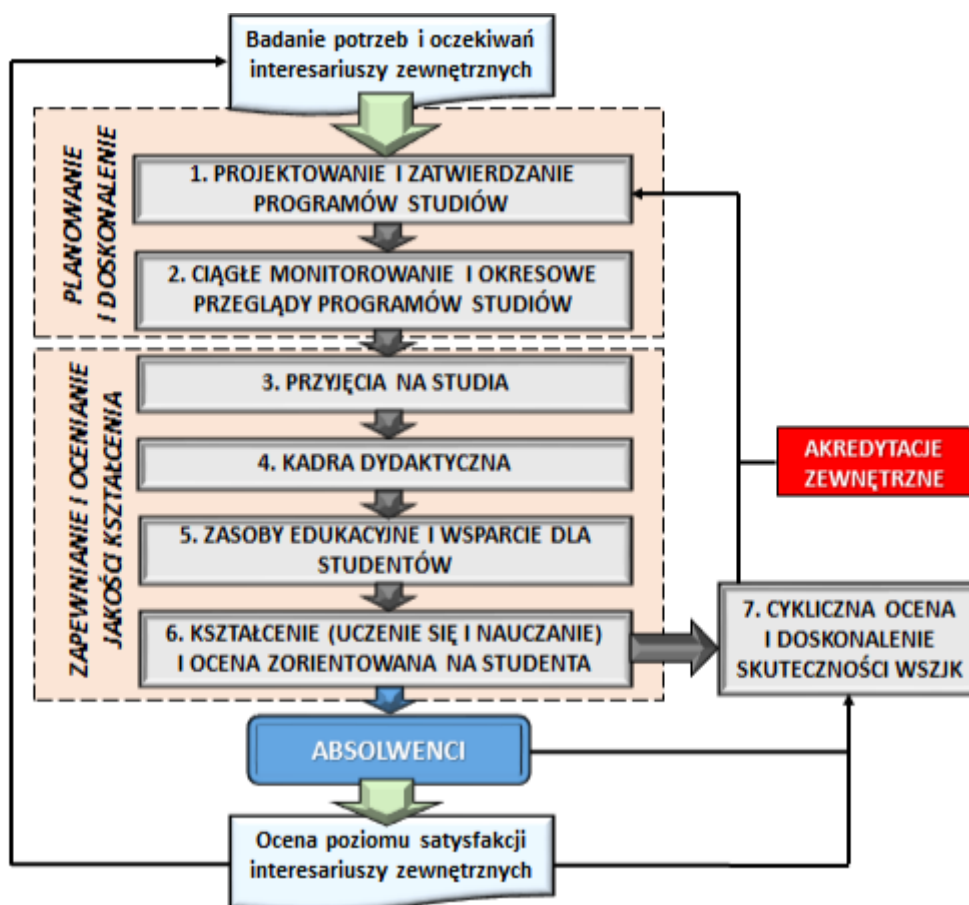 Badanie potrzeb i oczekiwań
interesariuszy zewnętrznych
PLANOWANIE
I DOSKONALENIE
1. PROJEKTOWANIE I ZATWIERDZANIE
PROGRAMÓW STUDIÓW
2. CIĄGŁE MONITOROWANIE I OKRESOWE
PRZEGLĄDY PROGRAMÓW STUDIÓW
ZAPEWNIANIE I OCENIANIE
JAKOŚCI KSZTAŁCENIA
3. PRZYJĘCIA NA STUDIA
4. KADRA DYDAKTYCZNA
5. ZASOBY EDUKACYJNE I WSPARCIE DLA
STUDENTÓW
6. KSZTAŁCENIE (UCZENIE SIĘ I NAUCZANIE)
I OCENA ZORIENTOWANA NA STUDENTA
AKREDYTACJE
ZEWNĘTRZNE
7. CYKLICZNA OCENA
I DOSKONALENIE
SKUTECZNOŚCI WSZJK
ABSOLWENCI
Ocena poziomu satysfakcji
interesariuszy zewnętrznych